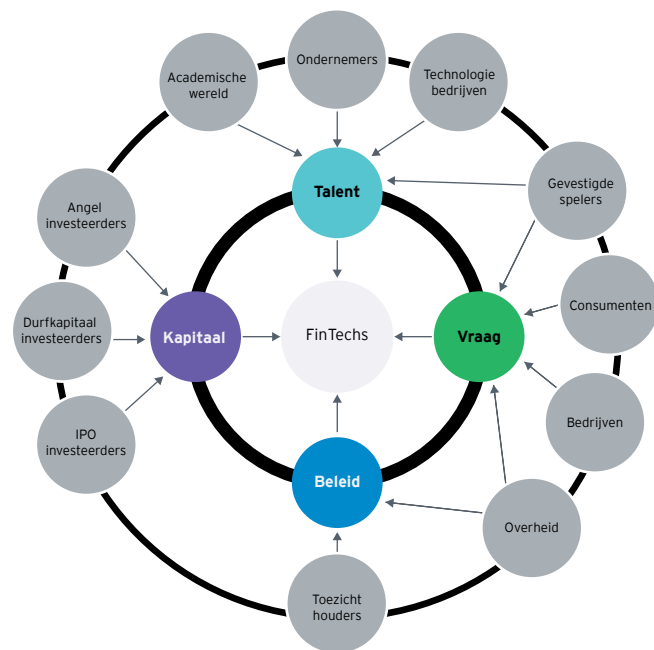 Ondernemers
Academische
wereld
Technologie
bedrijven
Talent
Gevestigde
spelers
Angel
investeerders
Consumenten
Durfkapitaal
investeerders
Kapitaal
FinTechs
Vraag
Bedrijven
IPO
investeerders
Beleid
Overheid
Toezicht
houders